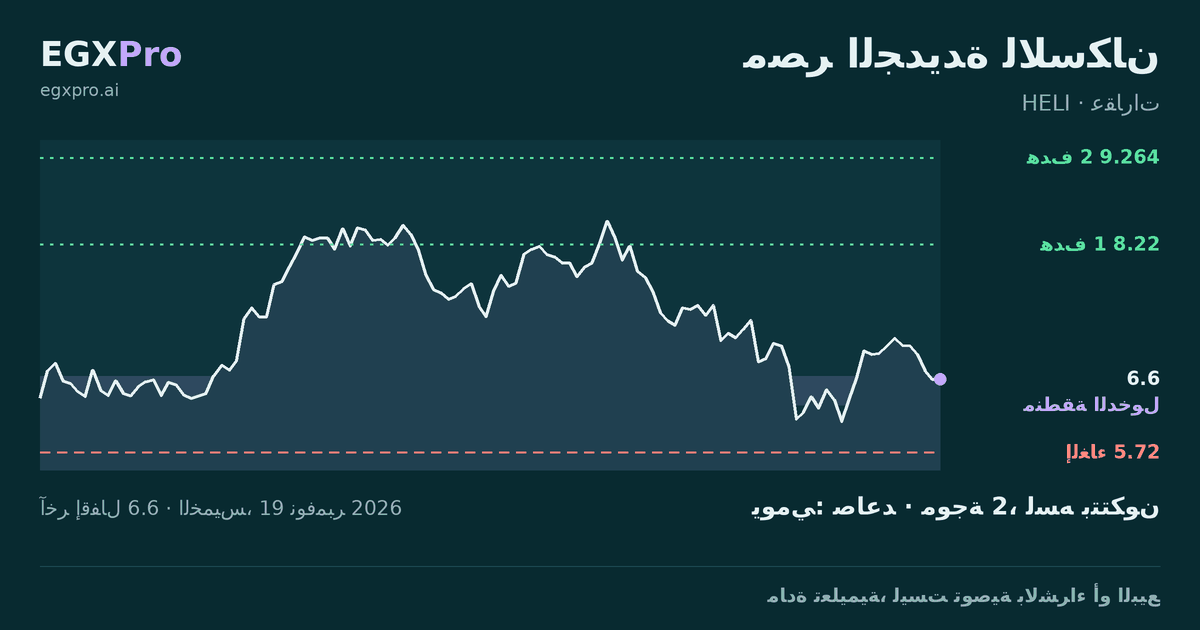 EGXPro
egxpro.ai
مصر الجديدة للاسكان
HELI · عقارات
هدف 2 9.264
هدف 1 8.22
6.6
منطقة الدخول
إلغاء 5.72
يومي: صاعد · موجة 2، لسه بتتكون
آخر إقفال 6.6 · الخميس، 19 نوفمبر 2026
مادة تعليمية، ليست توصية بالشراء أو البيع